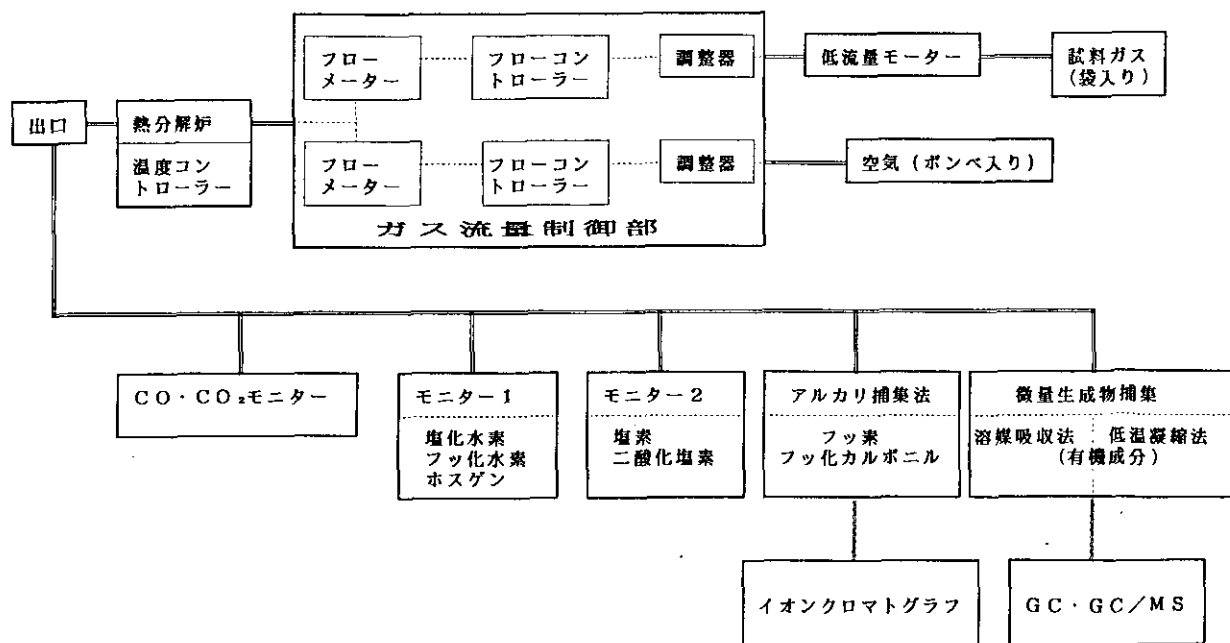 フロー
メーター
フローコン
トローラー
調整器
低流量モーター
試料ガス
(袋入り)
出口
熱分解炉
温度コン
トローラー
フロー
メーター
フローコン
トローラー
調整器
空気(ボンベ入り)
ガス流量制御部
CO・CO₂モニター
モニター1
塩化水素
フッ化水素
ホスゲン
モニター2
塩素
二酸化塩素
アルカリ捕集法
フッ素
フッ化カルボニル
微量生成物捕集
溶媒吸収法
低温凝縮法
(有機成分)
イオンクロマトグラフ
GC・GC/MS